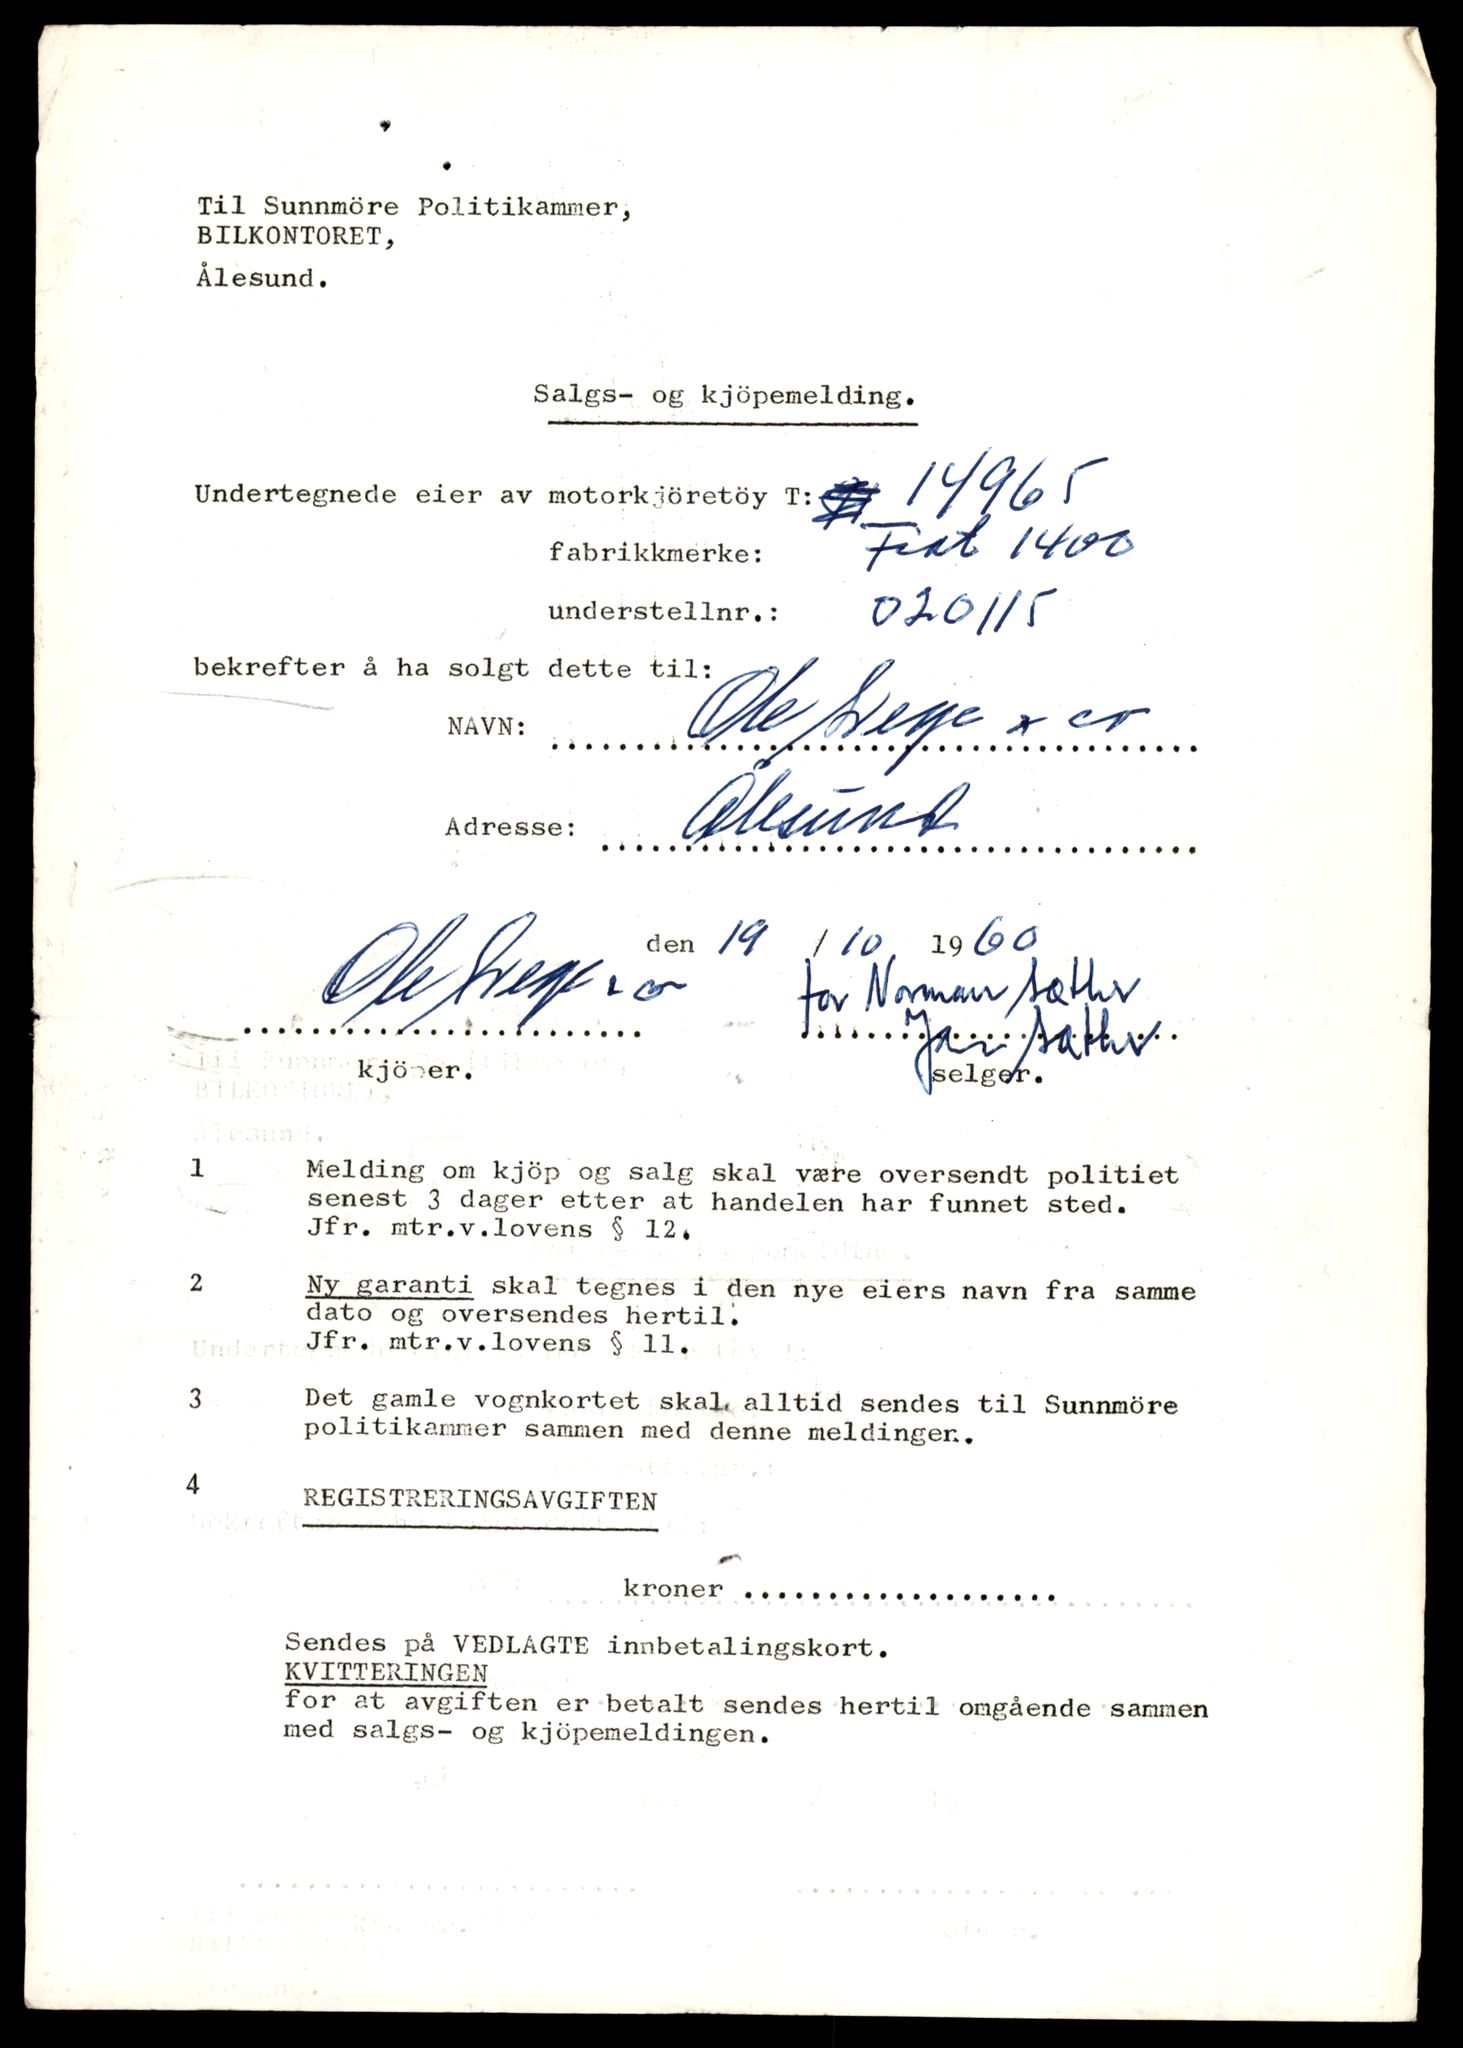 Til Sunnmöre Politikammer,
BILKONTORET,
Ålesund.
Salgs- og kjöpemelding.
Undertegnede eier av motorkjöretöy T: 14965
fabrikkmerke: Fiat 1400
understellnr.: 020115
bekrefter å ha solgt dette til:
NAVN: Ole
Adresse: Ålesund
den 19 / 10 1960
Ole
for Norman Sæther
Jan Sæther
kjöper.
selger.
1 Melding om kjöp og salg skal være oversendt politiet
senest 3 dager etter at handelen har funnet sted.
Jfr. mtr.v.lovens § 12.
2 Ny garanti skal tegnes i den nye eiers navn fra samme
dato og oversendes hertil.
Jfr. mtr.v.lovens § 11.
3 Det gamle vognkortet skal alltid sendes til Sunnmöre
politikammer sammen med denne meldingen.
4 REGISTRERINGSAVGIFTEN
kroner ...................
Sendes på VEDLAGTE innbetalingskort.
KVITTERINGEN
for at avgiften er betalt sendes hertil omgående sammen
med salgs- og kjöpemeldingen.